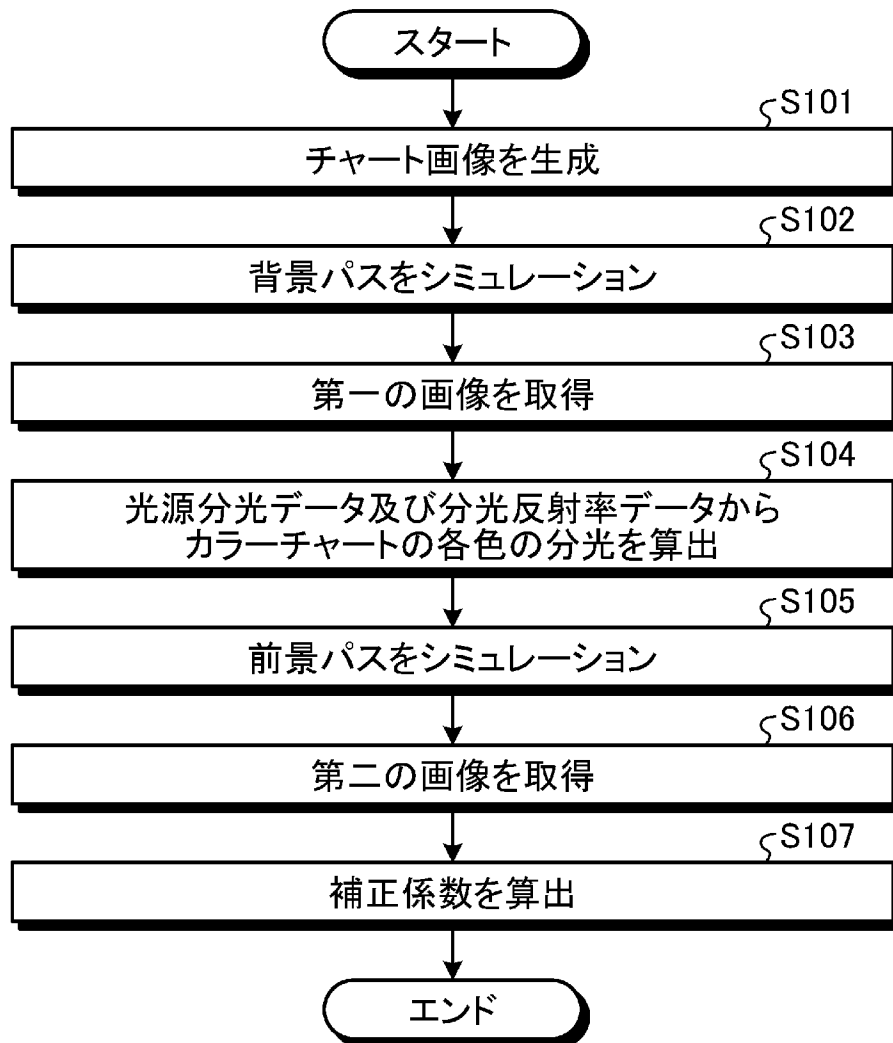 スタート
S101
チャート画像を生成
S102
背景パスをシミュレーション
S103
第一の画像を取得
S104
光源分光データ及び分光反射率データから
カラーチャートの各色の分光を算出
S105
前景パスをシミュレーション
S106
第二の画像を取得
S107
補正係数を算出
エンド